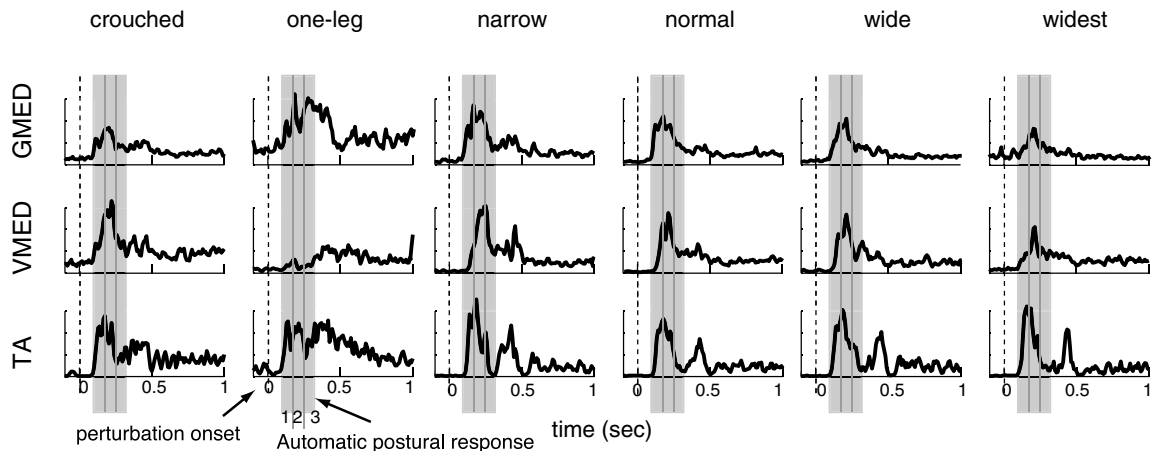 crouched one-leg narrow normal wide widest
GMED
VMED
TA
0 0.5 1 0 0.5 1 0 0.5 1 0 0.5 1 0 0.5 1 0 0.5 1
1 2 3
perturbation onset
Automatic postural response
time (sec)